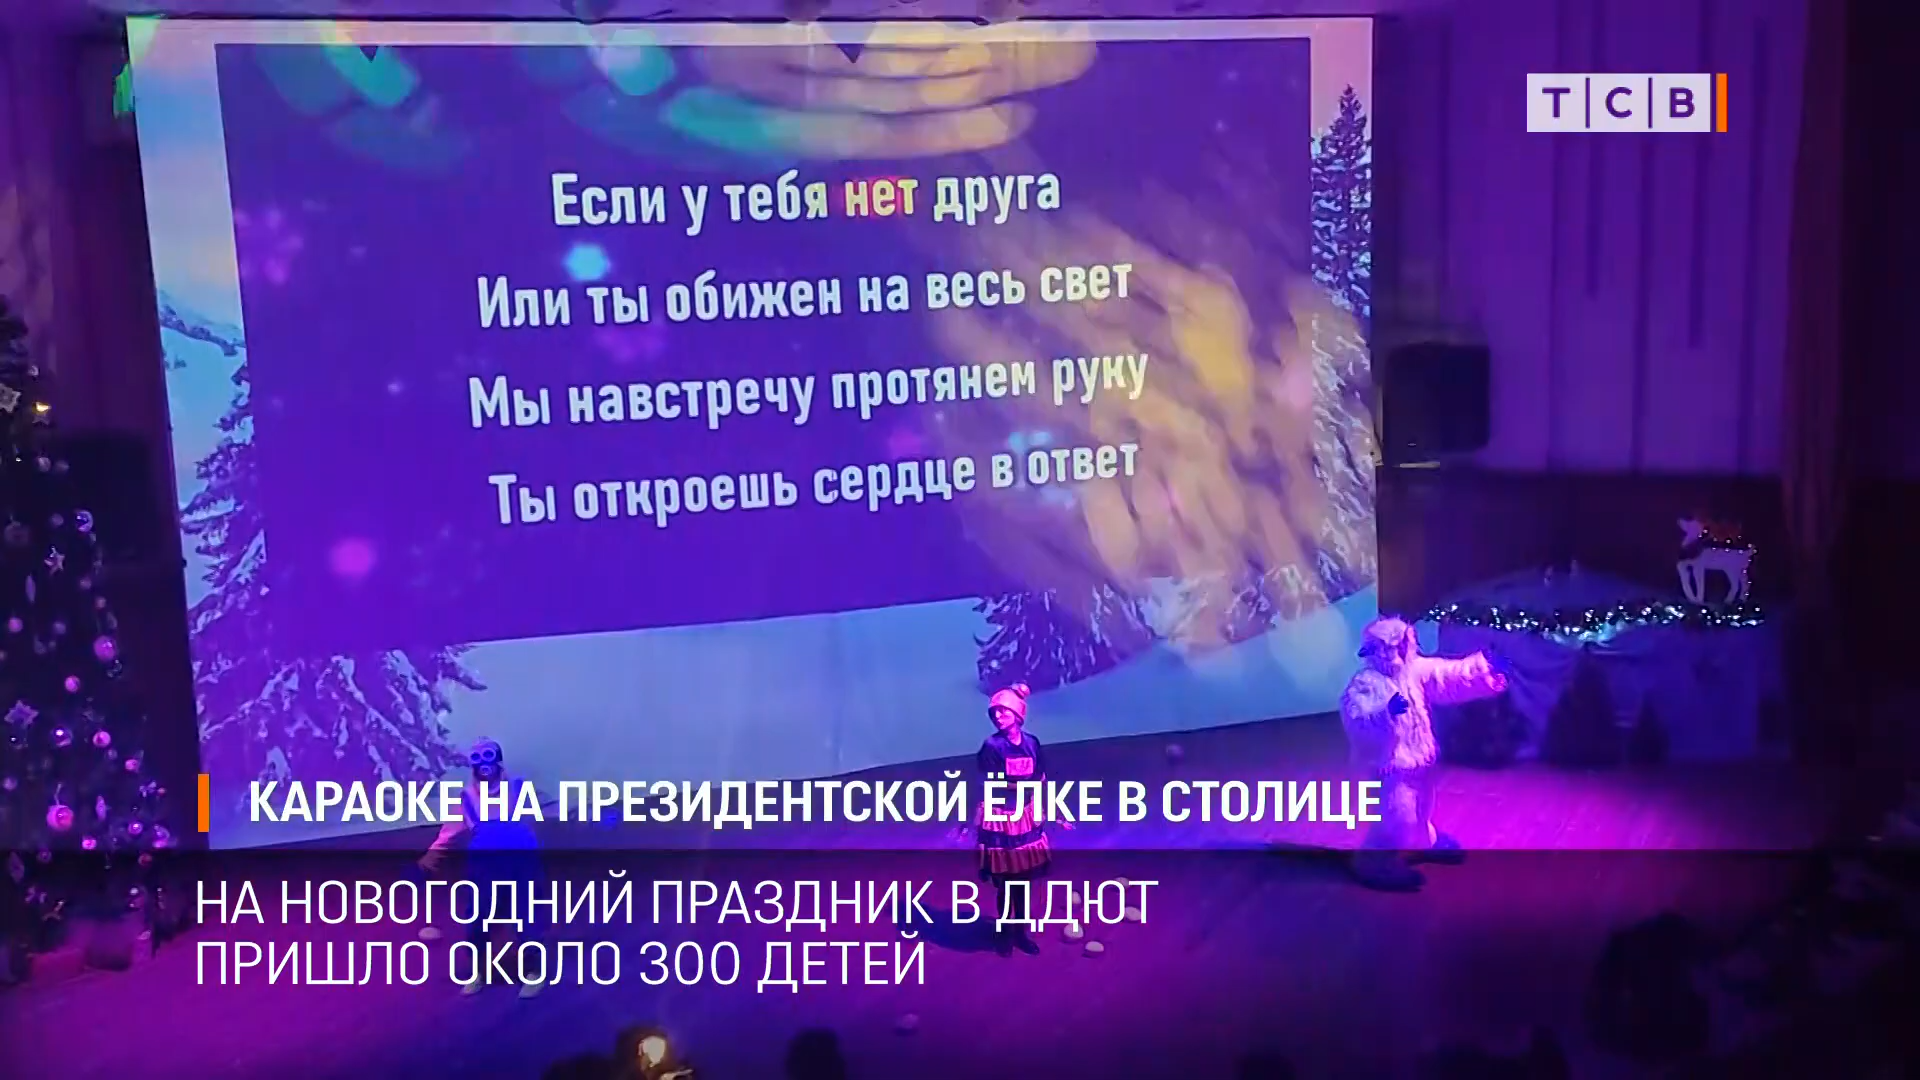 Т|С|В
Если у тебя нет друга
Или ты обижен на весь свет
Мы навстречу протянем руку
Ты откроешь сердце в ответ
КАРАОКЕ НА ПРЕЗИДЕНТСКОЙ ЁЛКЕ В СТОЛИЦЕ
НА НОВОГОДНИЙ ПРАЗДНИК В ДДЮТ
ПРИШЛО ОКОЛО 300 ДЕТЕЙ